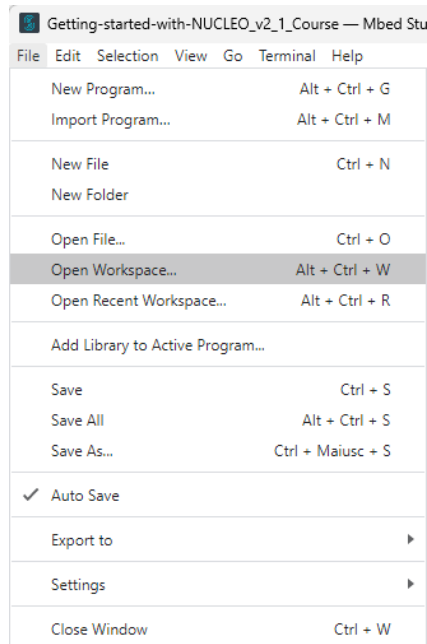 Getting-started-with-NUCLEO_v2_1_Course — Mbed Stu
File Edit Selection View Go Terminal Help
New Program... Alt + Ctrl + G
Import Program... Alt + Ctrl + M
New File Ctrl + N
New Folder
Open File... Ctrl + O
Open Workspace... Alt + Ctrl + W
Open Recent Workspace... Alt + Ctrl + R
Add Library to Active Program...
Save Ctrl + S
Save All Alt + Ctrl + S
Save As... Ctrl + Maiusc + S
Auto Save
Export to
Settings
Close Window Ctrl + W